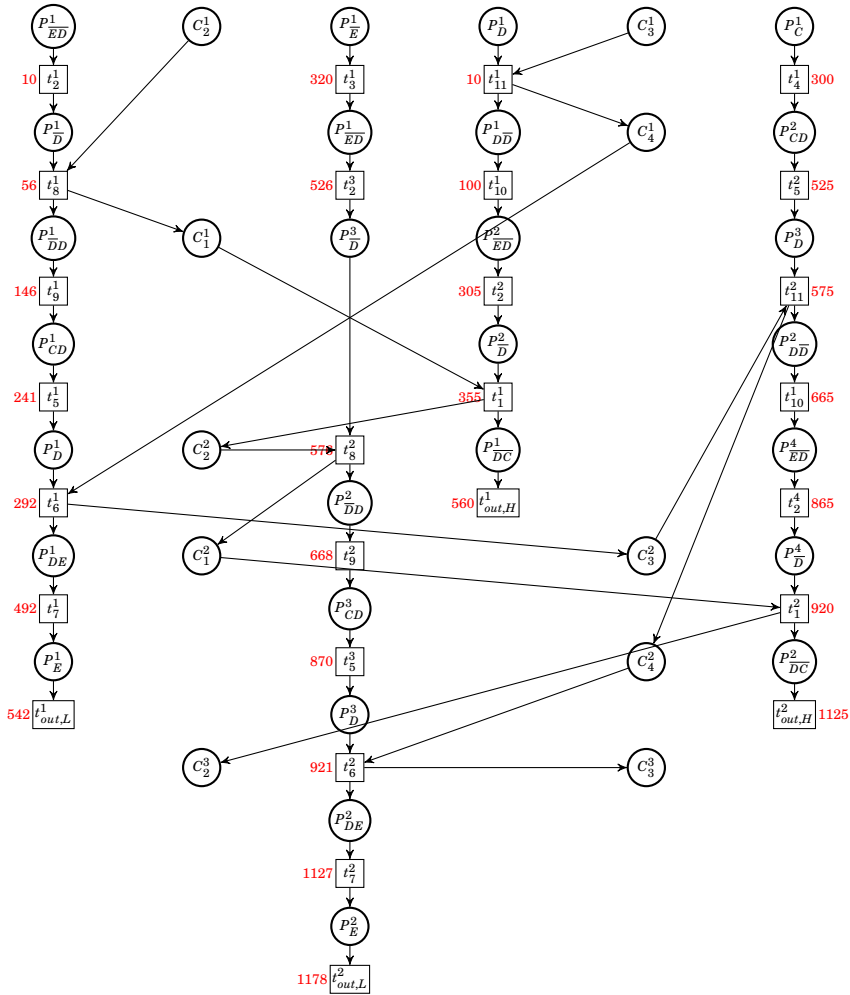 P^1_{\overline{ED}} C^1_2 P^1_{\overline{E}} P^1_D C^1_3 P^1_C
10 t^1_2 320 t^1_3 10 t^1_{11} t^1_4 300
P^1_{\overline{D}} P^1_{\overline{ED}} P^1_{D\overline{D}} C^1_4 P^2_{CD}
56 t^1_8 526 t^3_2 100 t^1_{10} t^2_5 525
P^1_{\overline{D}D} C^1_1 P^3_{\overline{D}} P^2_{\overline{ED}} P^3_D
146 t^1_9 305 t^2_2 t^2_{11} 575
P^1_{CD} P^2_{\overline{D}} P^2_{D\overline{D}}
241 t^1_5 355 t^1_1 t^1_{10} 665
P^1_D C^2_2 t^2_8 P^1_{\overline{DC}} P^4_{\overline{ED}}
292 t^1_6 P^2_{\overline{D}D} 560 t^1_{out,H} t^4_2 865
P^1_{DE} C^2_1 668 t^2_9 C^2_3 P^4_{\overline{D}}
492 t^1_7 P^3_{CD} t^2_1 920
P^1_E 870 t^3_5 C^2_4 P^2_{\overline{DC}}
542 t^1_{out,L} P^3_D t^2_{out,H} 1125
C^3_2 921 t^2_6 C^3_3
P^2_{DE}
1127 t^2_7
P^2_E
1178 t^2_{out,L}